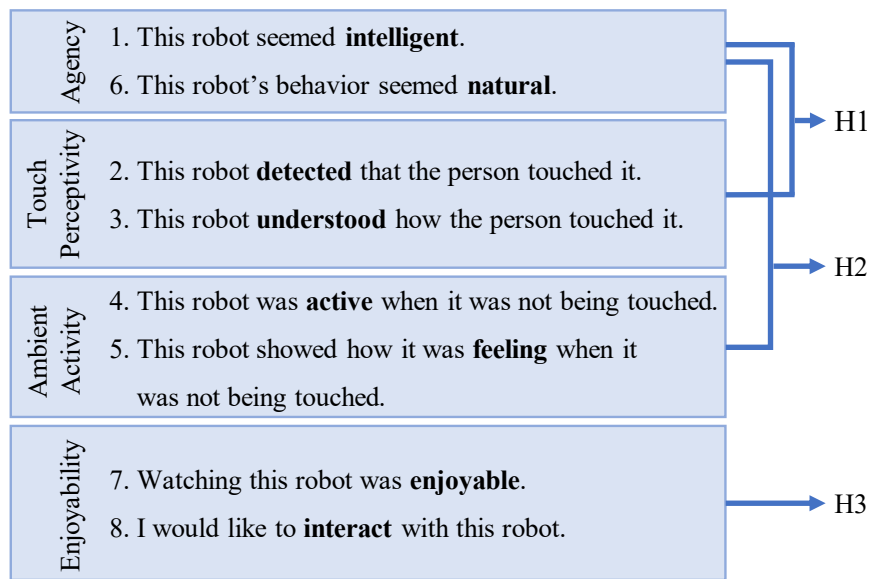 Agency
1. This robot seemed intelligent.
6. This robot’s behavior seemed natural.
Touch
Perceptivity
2. This robot detected that the person touched it.
3. This robot understood how the person touched it.
Ambient
Activity
4. This robot was active when it was not being touched.
5. This robot showed how it was feeling when it
was not being touched.
Enjoyability
7. Watching this robot was enjoyable.
8. I would like to interact with this robot.
H1
H2
H3